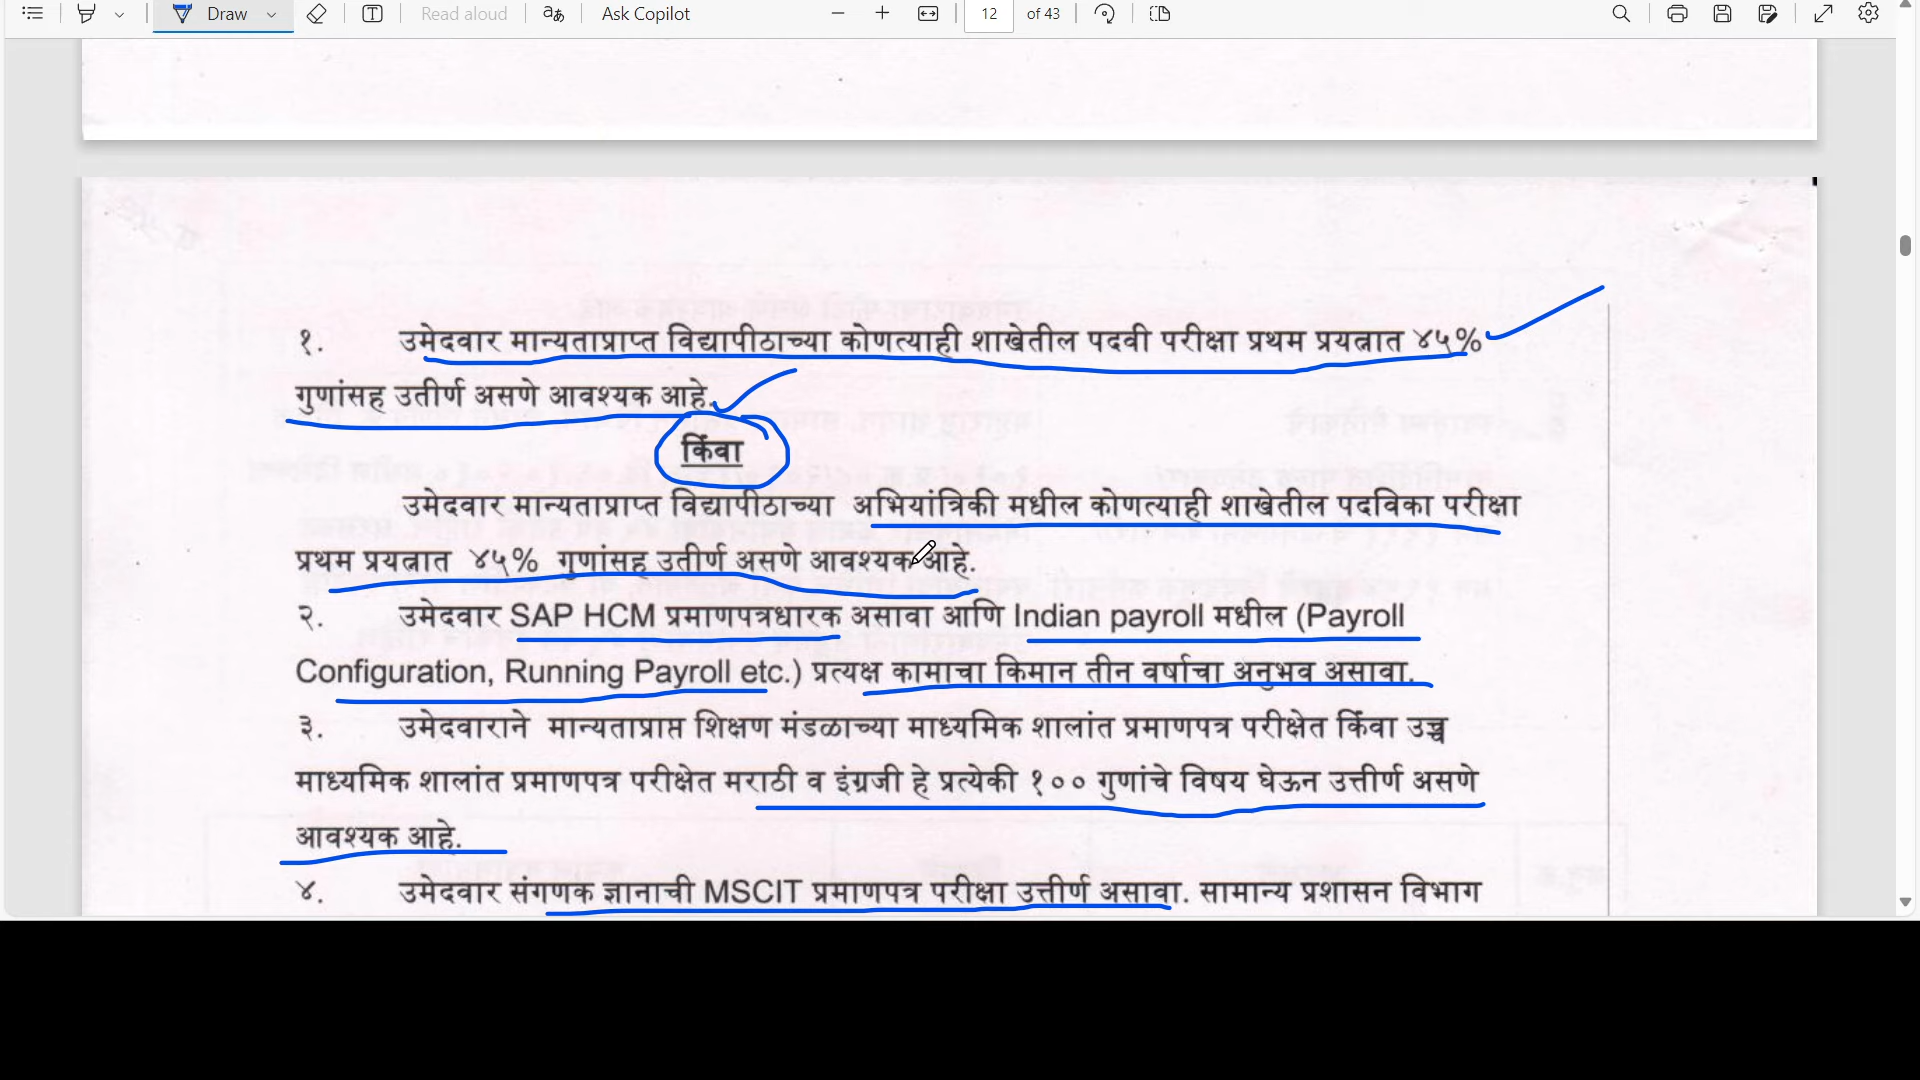 Draw
Read aloud
Ask Copilot
12 of 43
१. उमेदवार मान्यताप्राप्त विद्यापीठाच्या कोणत्याही शाखेतील पदवी परीक्षा प्रथम प्रयत्नात ४५%
गुणांसह उतीर्ण असणे आवश्यक आहे.
किंवा
उमेदवार मान्यताप्राप्त विद्यापीठाच्या अभियांत्रिकी मधील कोणत्याही शाखेतील पदविका परीक्षा
प्रथम प्रयत्नात ४५% गुणांसह उतीर्ण असणे आवश्यक आहे.
२. उमेदवार SAP HCM प्रमाणपत्रधारक असावा आणि Indian payroll मधील (Payroll
Configuration, Running Payroll etc.) प्रत्यक्ष कामाचा किमान तीन वर्षाचा अनुभव असावा.
३. उमेदवाराने मान्यताप्राप्त शिक्षण मंडळाच्या माध्यमिक शालांत प्रमाणपत्र परीक्षेत किंवा उच्च
माध्यमिक शालांत प्रमाणपत्र परीक्षेत मराठी व इंग्रजी हे प्रत्येकी १०० गुणांचे विषय घेऊन उत्तीर्ण असणे
आवश्यक आहे.
४. उमेदवार संगणक ज्ञानाची MSCIT प्रमाणपत्र परीक्षा उत्तीर्ण असावा. सामान्य प्रशासन विभाग